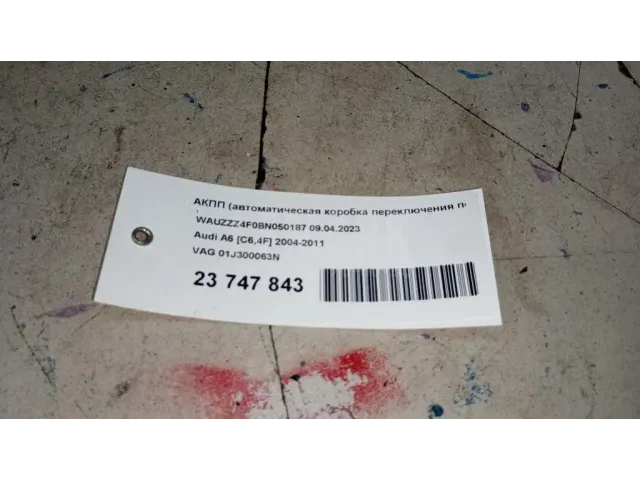 АКПП (автоматическая коробка переключения п
,
WAUZZZ4F0BN050187 09.04.2023
Audi A6 [C6,4F] 2004-2011
VAG 01J300063N
23 747 843